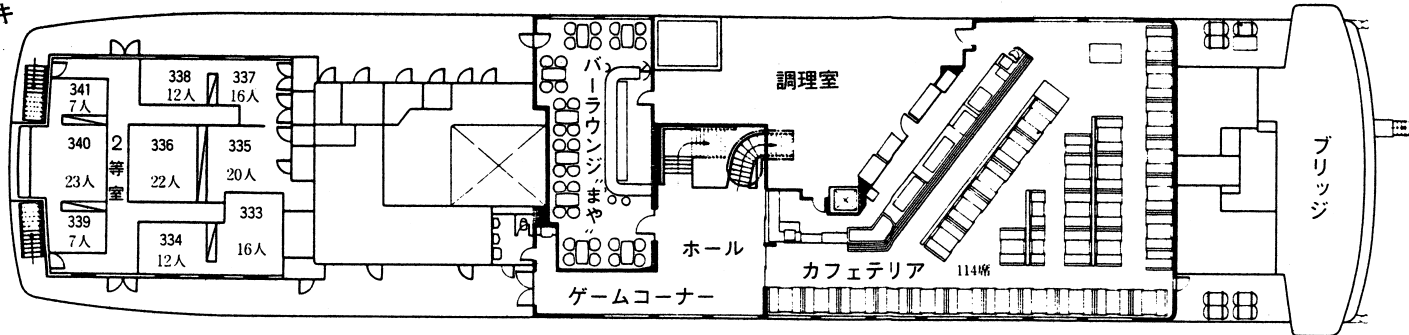 キ
341
7人
340
23人
339
7人
2等室
338
12人
337
16人
336
22人
335
20人
334
12人
333
16人
バーラウンジ“まや”
調理室
ホール
ゲームコーナー
カフェテリア
114席
ブリッジ